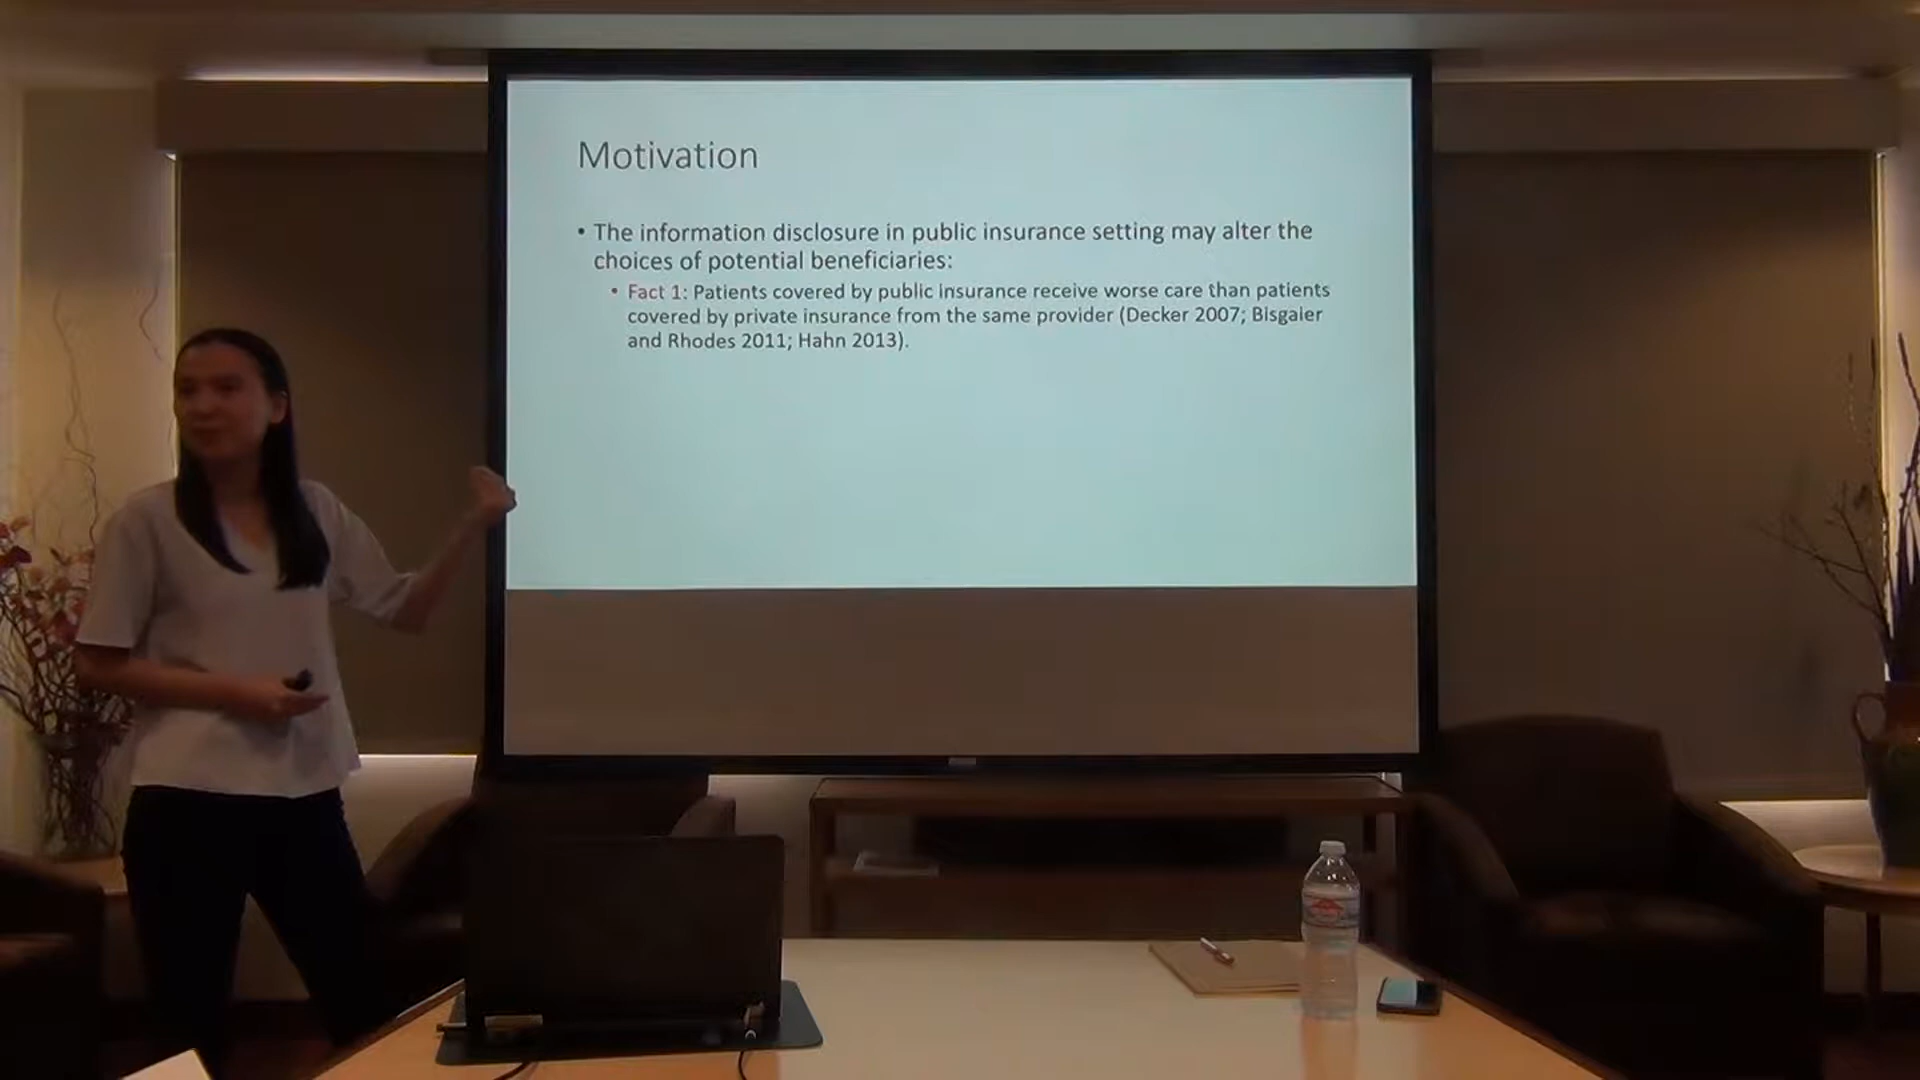 Motivation
• The information disclosure in public insurance setting may alter the
choices of potential beneficiaries:
• Fact 1: Patients covered by public insurance receive worse care than patients
covered by private insurance from the same provider (Decker 2007; Bisgaier
and Rhodes 2011; Hahn 2013).